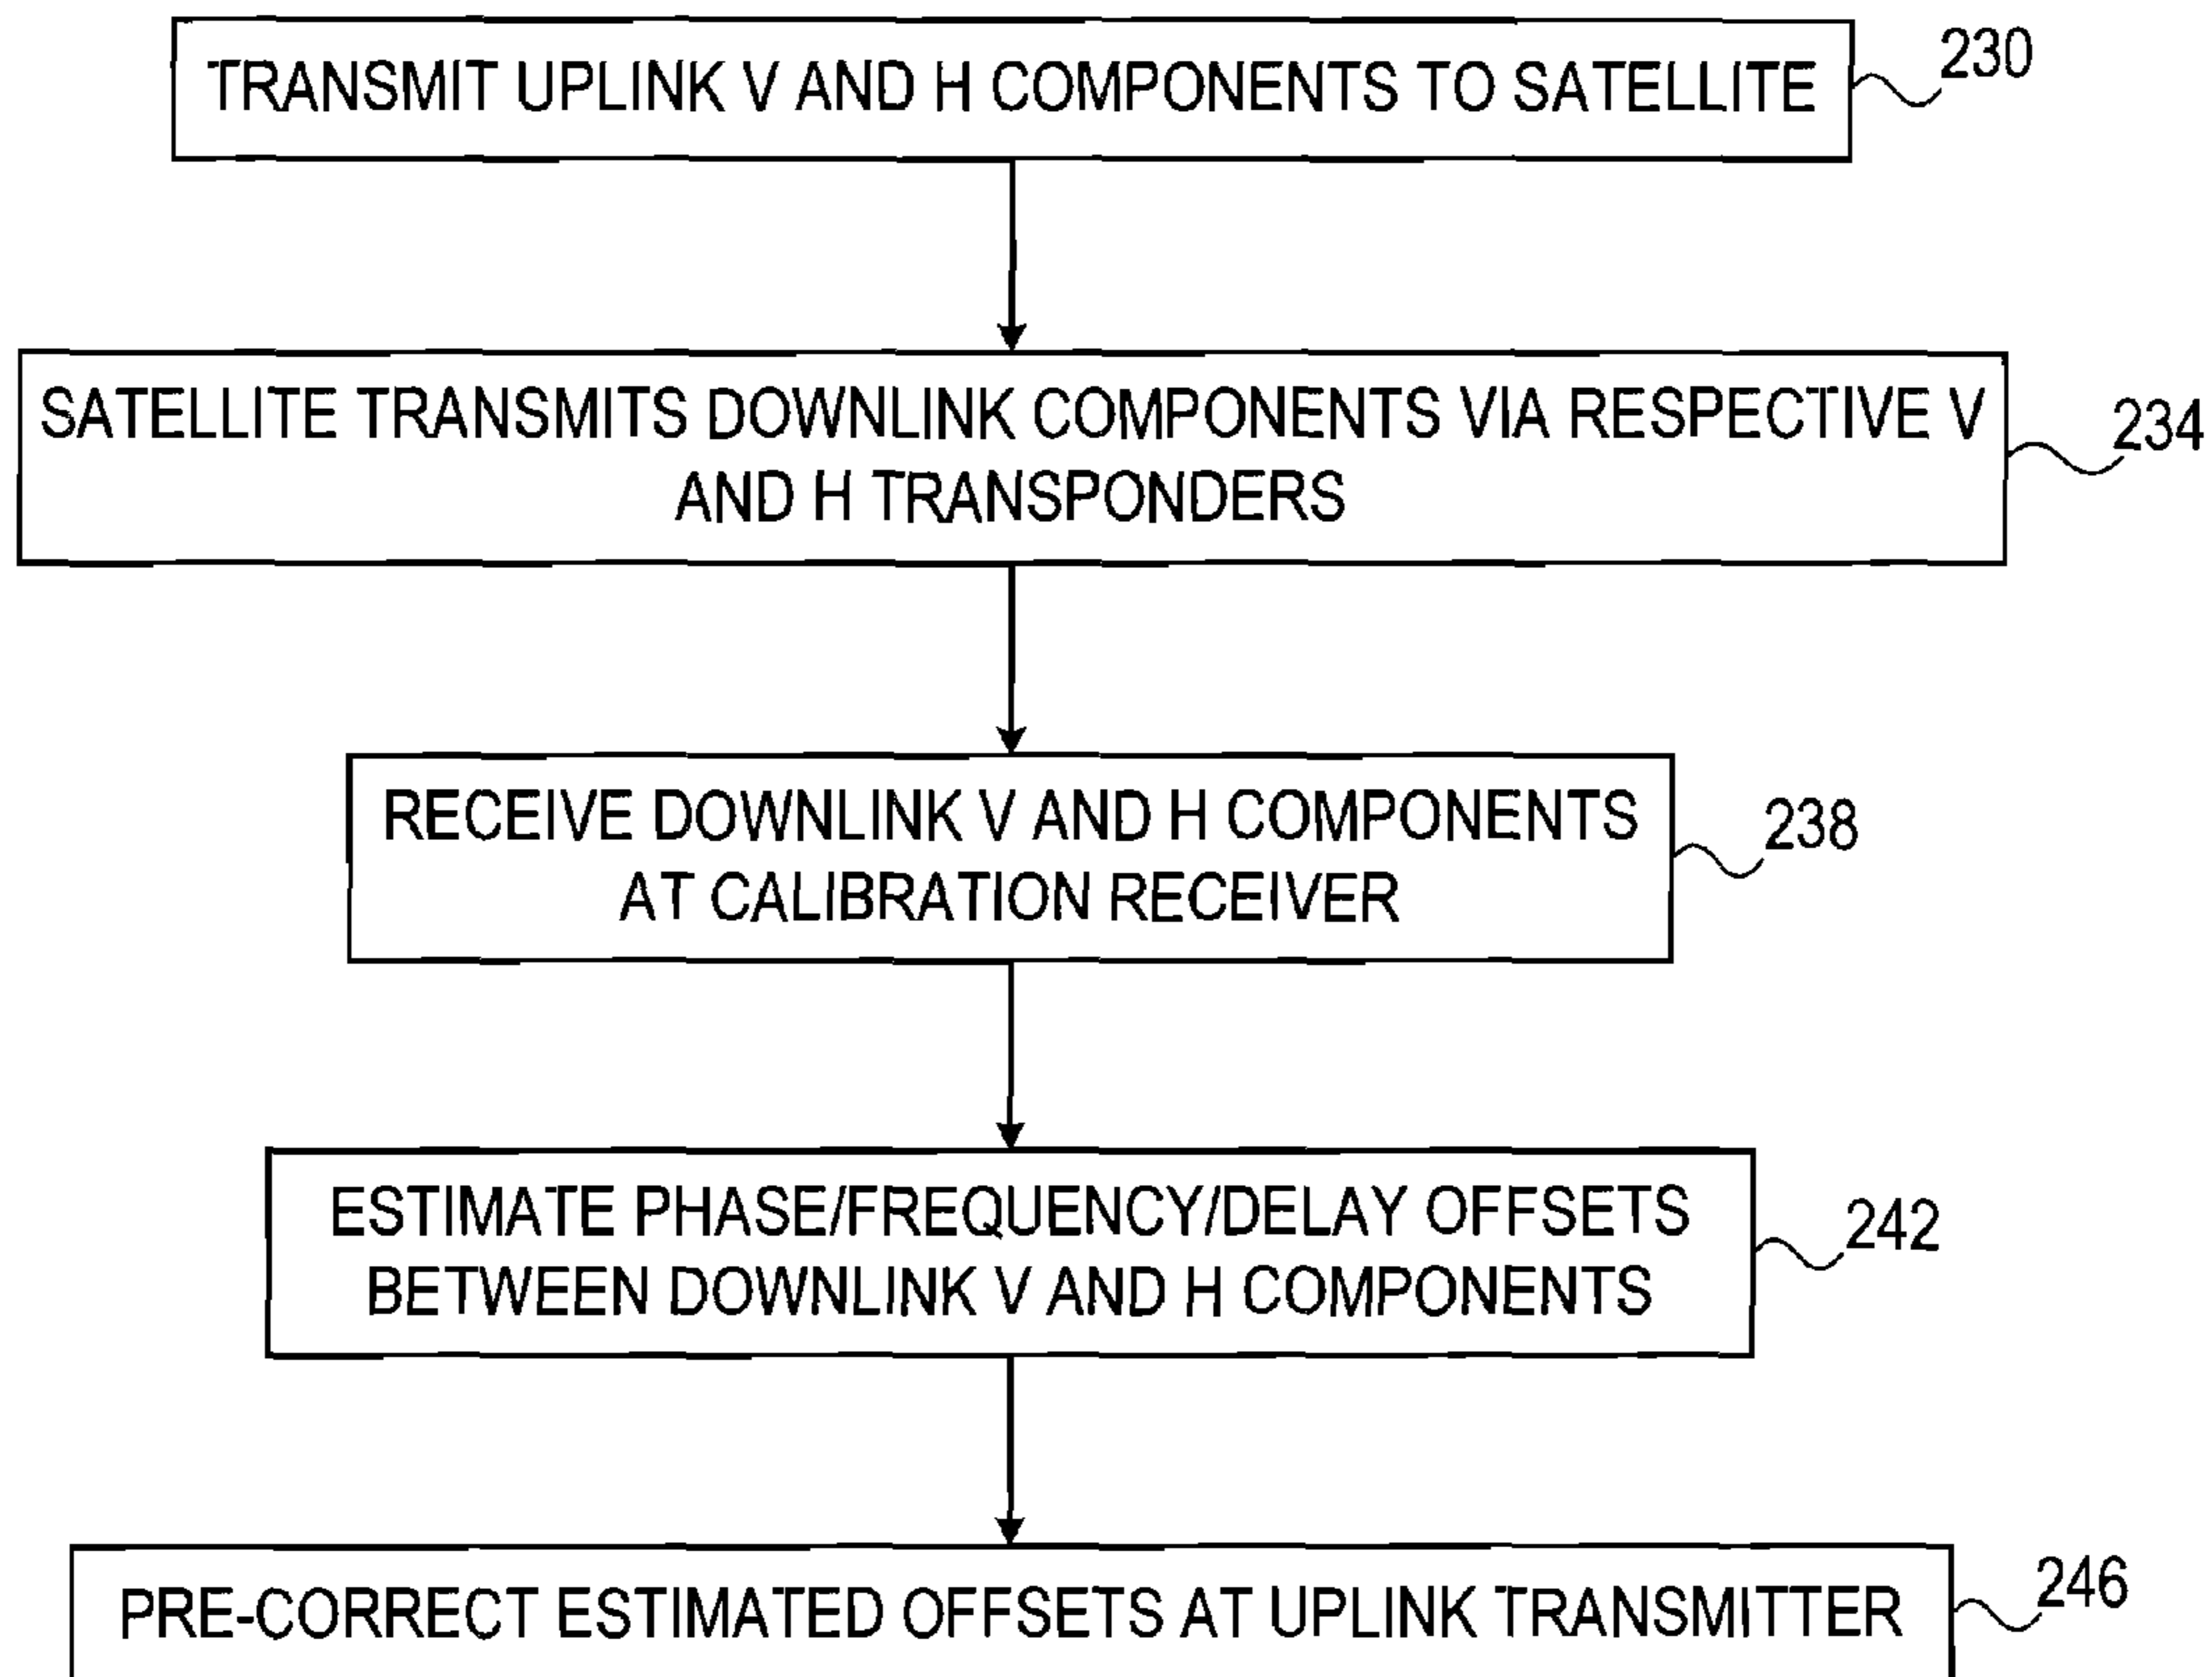 TRANSMIT UPLINK V AND H COMPONENTS TO SATELLITE
230
SATELLITE TRANSMITS DOWNLINK COMPONENTS VIA RESPECTIVE V
AND H TRANSPONDERS
234
RECEIVE DOWNLINK V AND H COMPONENTS
AT CALIBRATION RECEIVER
238
ESTIMATE PHASE/FREQUENCY/DELAY OFFSETS
BETWEEN DOWNLINK V AND H COMPONENTS
242
PRE-CORRECT ESTIMATED OFFSETS AT UPLINK TRANSMITTER
246